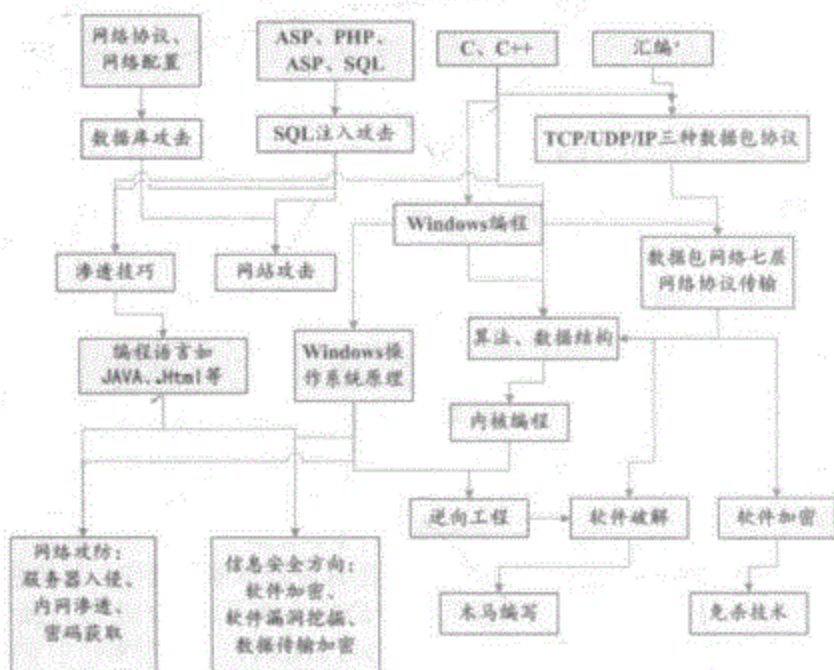 网络协议、
网络配置
ASP、PHP、
ASP、SQL
C、C++
汇编
数据库攻击
SQL注入攻击
TCP/UDP/IP三种数据包协议
Windows编程
渗透技巧
网站攻击
数据包网络七层
网络协议传输
编程语言如
JAVA、.Html等
Windows操
作系统原理
算法、数据结构
内核编程
逆向工程
软件破解
软件加密
网络攻防：
服务器入侵、
内网渗透、
密码获取
信息安全方向：
软件加密、
软件漏洞挖掘、
数据传输加密
木马编写
免杀技术